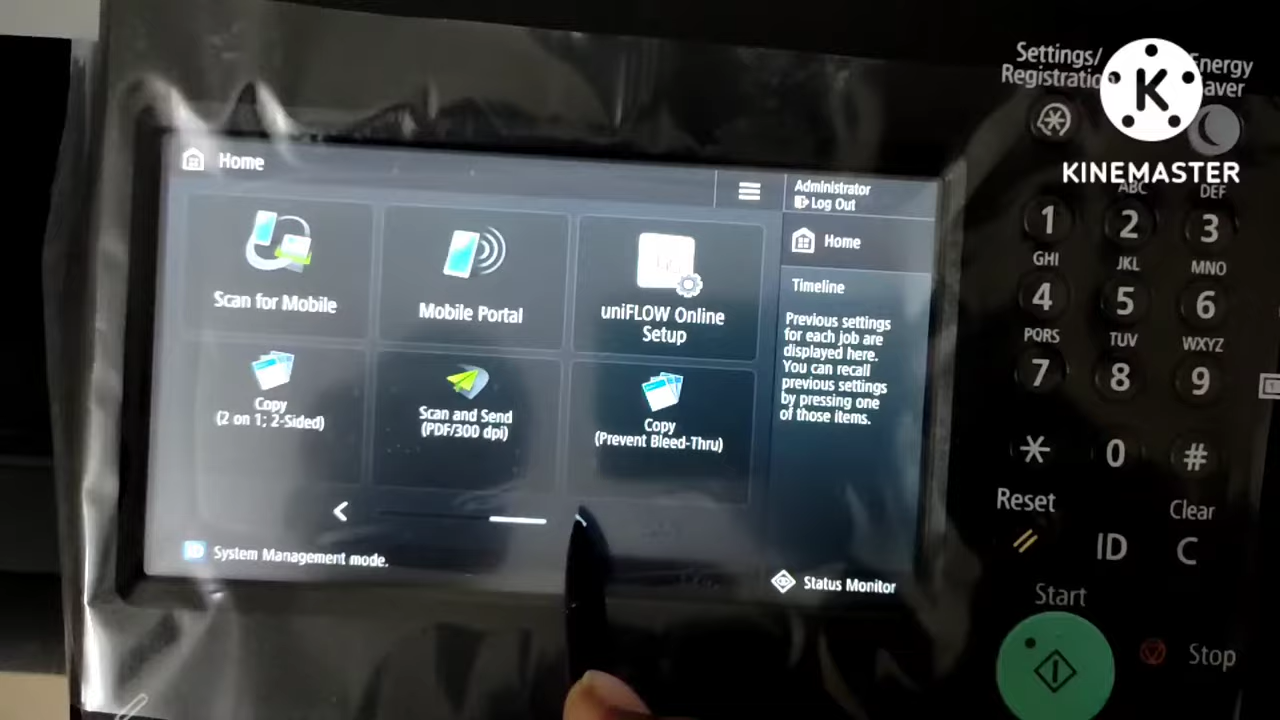 Home
Administrator
Log Out
Scan for Mobile
Mobile Portal
uniFLOW Online
Setup
Copy
(2 on 1; 2-Sided)
Scan and Send
(PDF/300 dpi)
Copy
(Prevent Bleed-Thru)
Home
Timeline
Previous settings
for each job are
displayed here.
You can recall
previous settings
by pressing one
of those items.
ID System Management mode.
Status Monitor
Settings/
Registration
Energy
Saver
K
KINEMASTER
ABC
DEF
1
2
3
GHI
JKL
MNO
4
5
6
PQRS
TUV
WXYZ
7
8
9
*
0
#
Reset
Clear
ID
C
Start
Stop